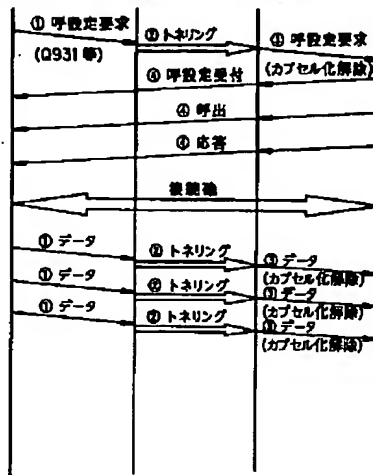 ① 呼設定要求
② トネリング
(Q931 等)
① 呼設定要求
(カプセル化解除)
④ 呼設定受付
④ 呼出
④ 応答
接続確
① データ
② トネリング
① データ
③ データ
(カプセル化解除)
② トネリング
① データ
③ データ
(カプセル化解除)
② トネリング
③ データ
(カプセル化解除)